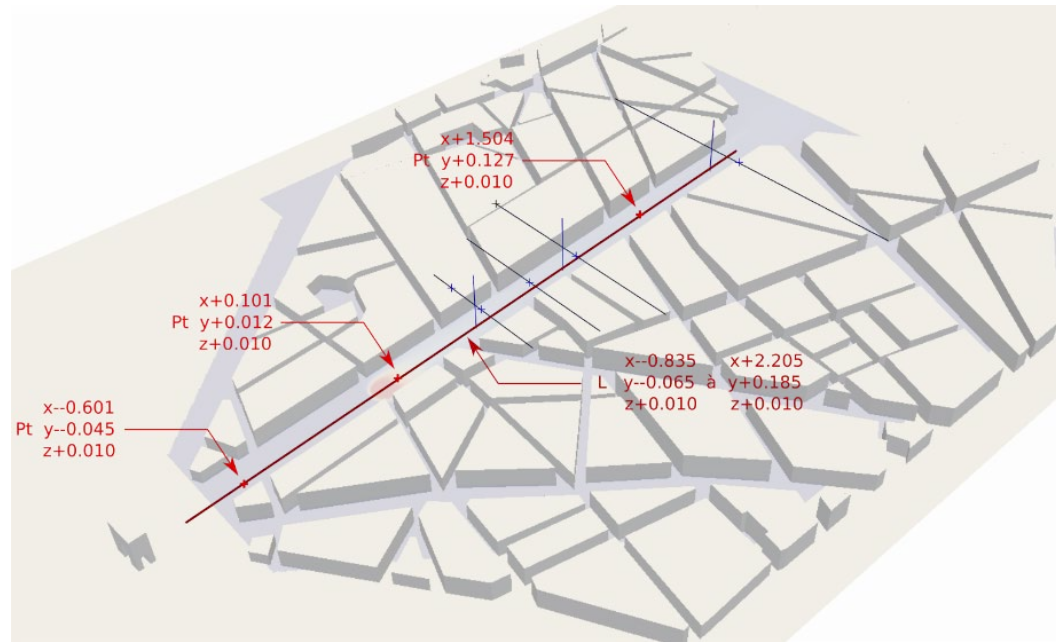 x+1.504
Pt y+0.127
z+0.010
x+0.101
Pt y+0.012
z+0.010
x--0.835 x+2.205
L y--0.065 à y+0.185
z+0.010 z+0.010
x--0.601
Pt y--0.045
z+0.010